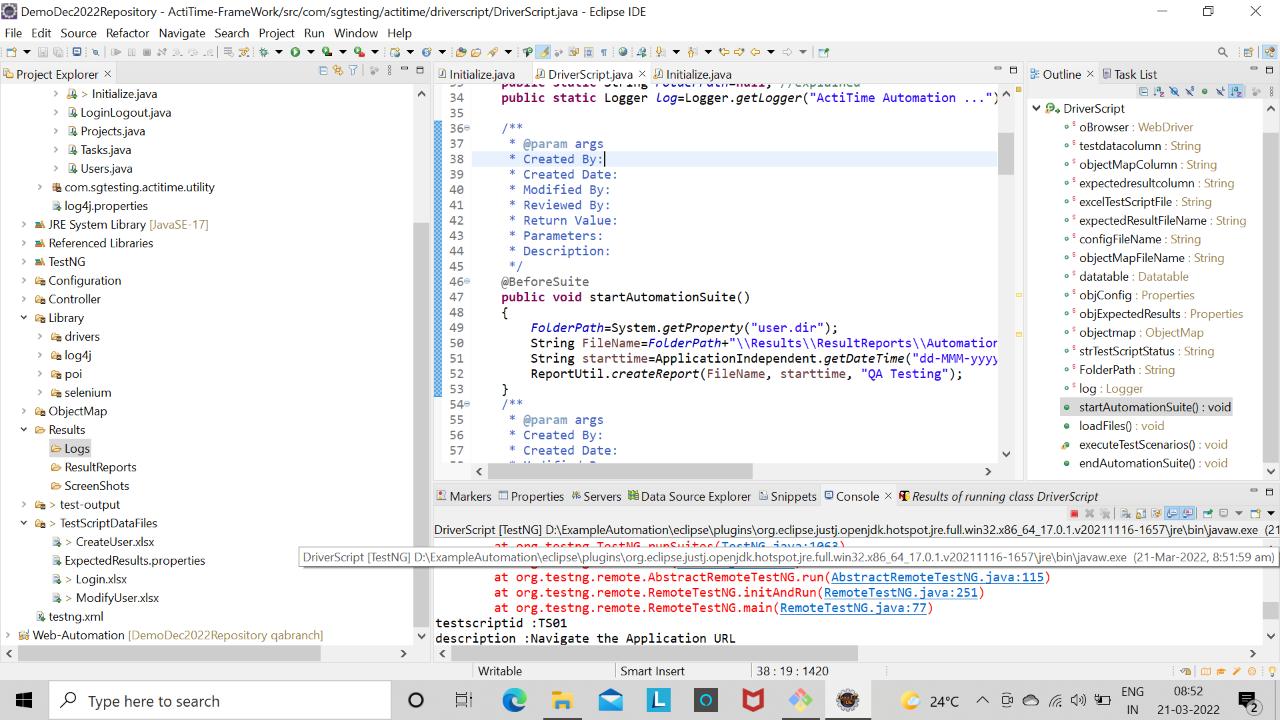 DemoDec2022Repository - ActiTime-FrameWork/src/com/sgtesting/actitime/driverscript/DriverScript.java - Eclipse IDE
File Edit Source Refactor Navigate Search Project Run Window Help
Project Explorer
> Initialize.java
LoginLogout.java
Projects.java
Tasks.java
Users.java
com.sgtesting.actitime.utility
log4j.properties
JRE System Library [JavaSE-17]
Referenced Libraries
TestNG
Configuration
Controller
Library
drivers
log4j
poi
selenium
ObjectMap
Results
Logs
ResultReports
ScreenShots
> test-output
> TestScriptDataFiles
> CreateUser.xlsx
ExpectedResults.properties
> Login.xlsx
> ModifyUser.xlsx
testng.xml
Web-Automation [DemoDec2022Repository qabranch]
Initialize.java DriverScript.java Initialize.java
34 public static Logger log=Logger.getLogger("ActiTime Automation ...")
35
36 /**
37 * @param args
38 * Created By:
39 * Created Date:
40 * Modified By:
41 * Reviewed By:
42 * Return Value:
43 * Parameters:
44 * Description:
45 */
46 @BeforeSuite
47 public void startAutomationSuite()
48 {
49 FolderPath=System.getProperty("user.dir");
50 String FileName=FolderPath+"\\Results\\ResultReports\\Automation
51 String starttime=ApplicationIndependent.getDateTime("dd-MMM-yyyy
52 ReportUtil.createReport(FileName, starttime, "QA Testing");
53 }
54 /**
55 * @param args
56 * Created By:
57 * Created Date:
Outline Task List
DriverScript
oBrowser : WebDriver
testdatacolumn : String
objectMapColumn : String
expectedresultcolumn : String
excelTestScriptFile : String
expectedResultFileName : String
configFileName : String
objectMapFileName : String
datatable : Datatable
objConfig : Properties
objExpectedResults : Properties
objectmap : ObjectMap
strTestScriptStatus : String
FolderPath : String
log : Logger
startAutomationSuite() : void
loadFiles() : void
executeTestScenarios() : void
endAutomationSuite() : void
Markers Properties Servers Data Source Explorer Snippets Console Results of running class DriverScript
DriverScript [TestNG] D:\ExampleAutomation\eclipse\plugins\org.eclipse.justj.openjdk.hotspot.jre.full.win32.x86_64_17.0.1.v20211116-1657\jre\bin\javaw.exe (21
at org.testng.TestNG.runSuites(TestNG.java:1063)
DriverScript [TestNG] D:\ExampleAutomation\eclipse\plugins\org.eclipse.justj.openjdk.hotspot.jre.full.win32.x86_64_17.0.1.v20211116-1657\jre\bin\javaw.exe (21-Mar-2022, 8:51:59 am)
at org.testng.remote.AbstractRemoteTestNG.run(AbstractRemoteTestNG.java:115)
at org.testng.remote.RemoteTestNG.initAndRun(RemoteTestNG.java:251)
at org.testng.remote.RemoteTestNG.main(RemoteTestNG.java:77)
testscriptid :TS01
description :Navigate the Application URL
Writable Smart Insert 38 : 19 : 1420
Type here to search
24°C
ENG
IN
08:52
21-03-2022
2